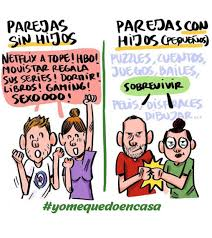 PAREJAS
SIN HIJOS
NETFLIX A TOPE! HBO!
MOVISTAR REGALA
SUS SERIES! DORMIR!
LIBROS! GAMING!
SEXOOOO!
PAREJAS CON
HIJOS (PEQUEÑOS)
PUZZLES, CUENTOS,
JUEGOS, BAILES,
SOBREVIVIR
PELIS, DISFRACES
DIBUJAR...
#yomequedoencasa